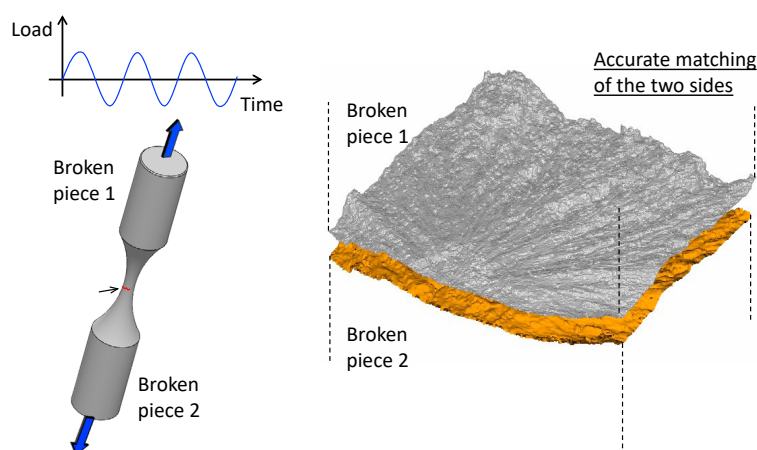 Load
Time
Broken
piece 1
Broken
piece 2
Accurate matching
of the two sides
Broken
piece 1
Broken
piece 2